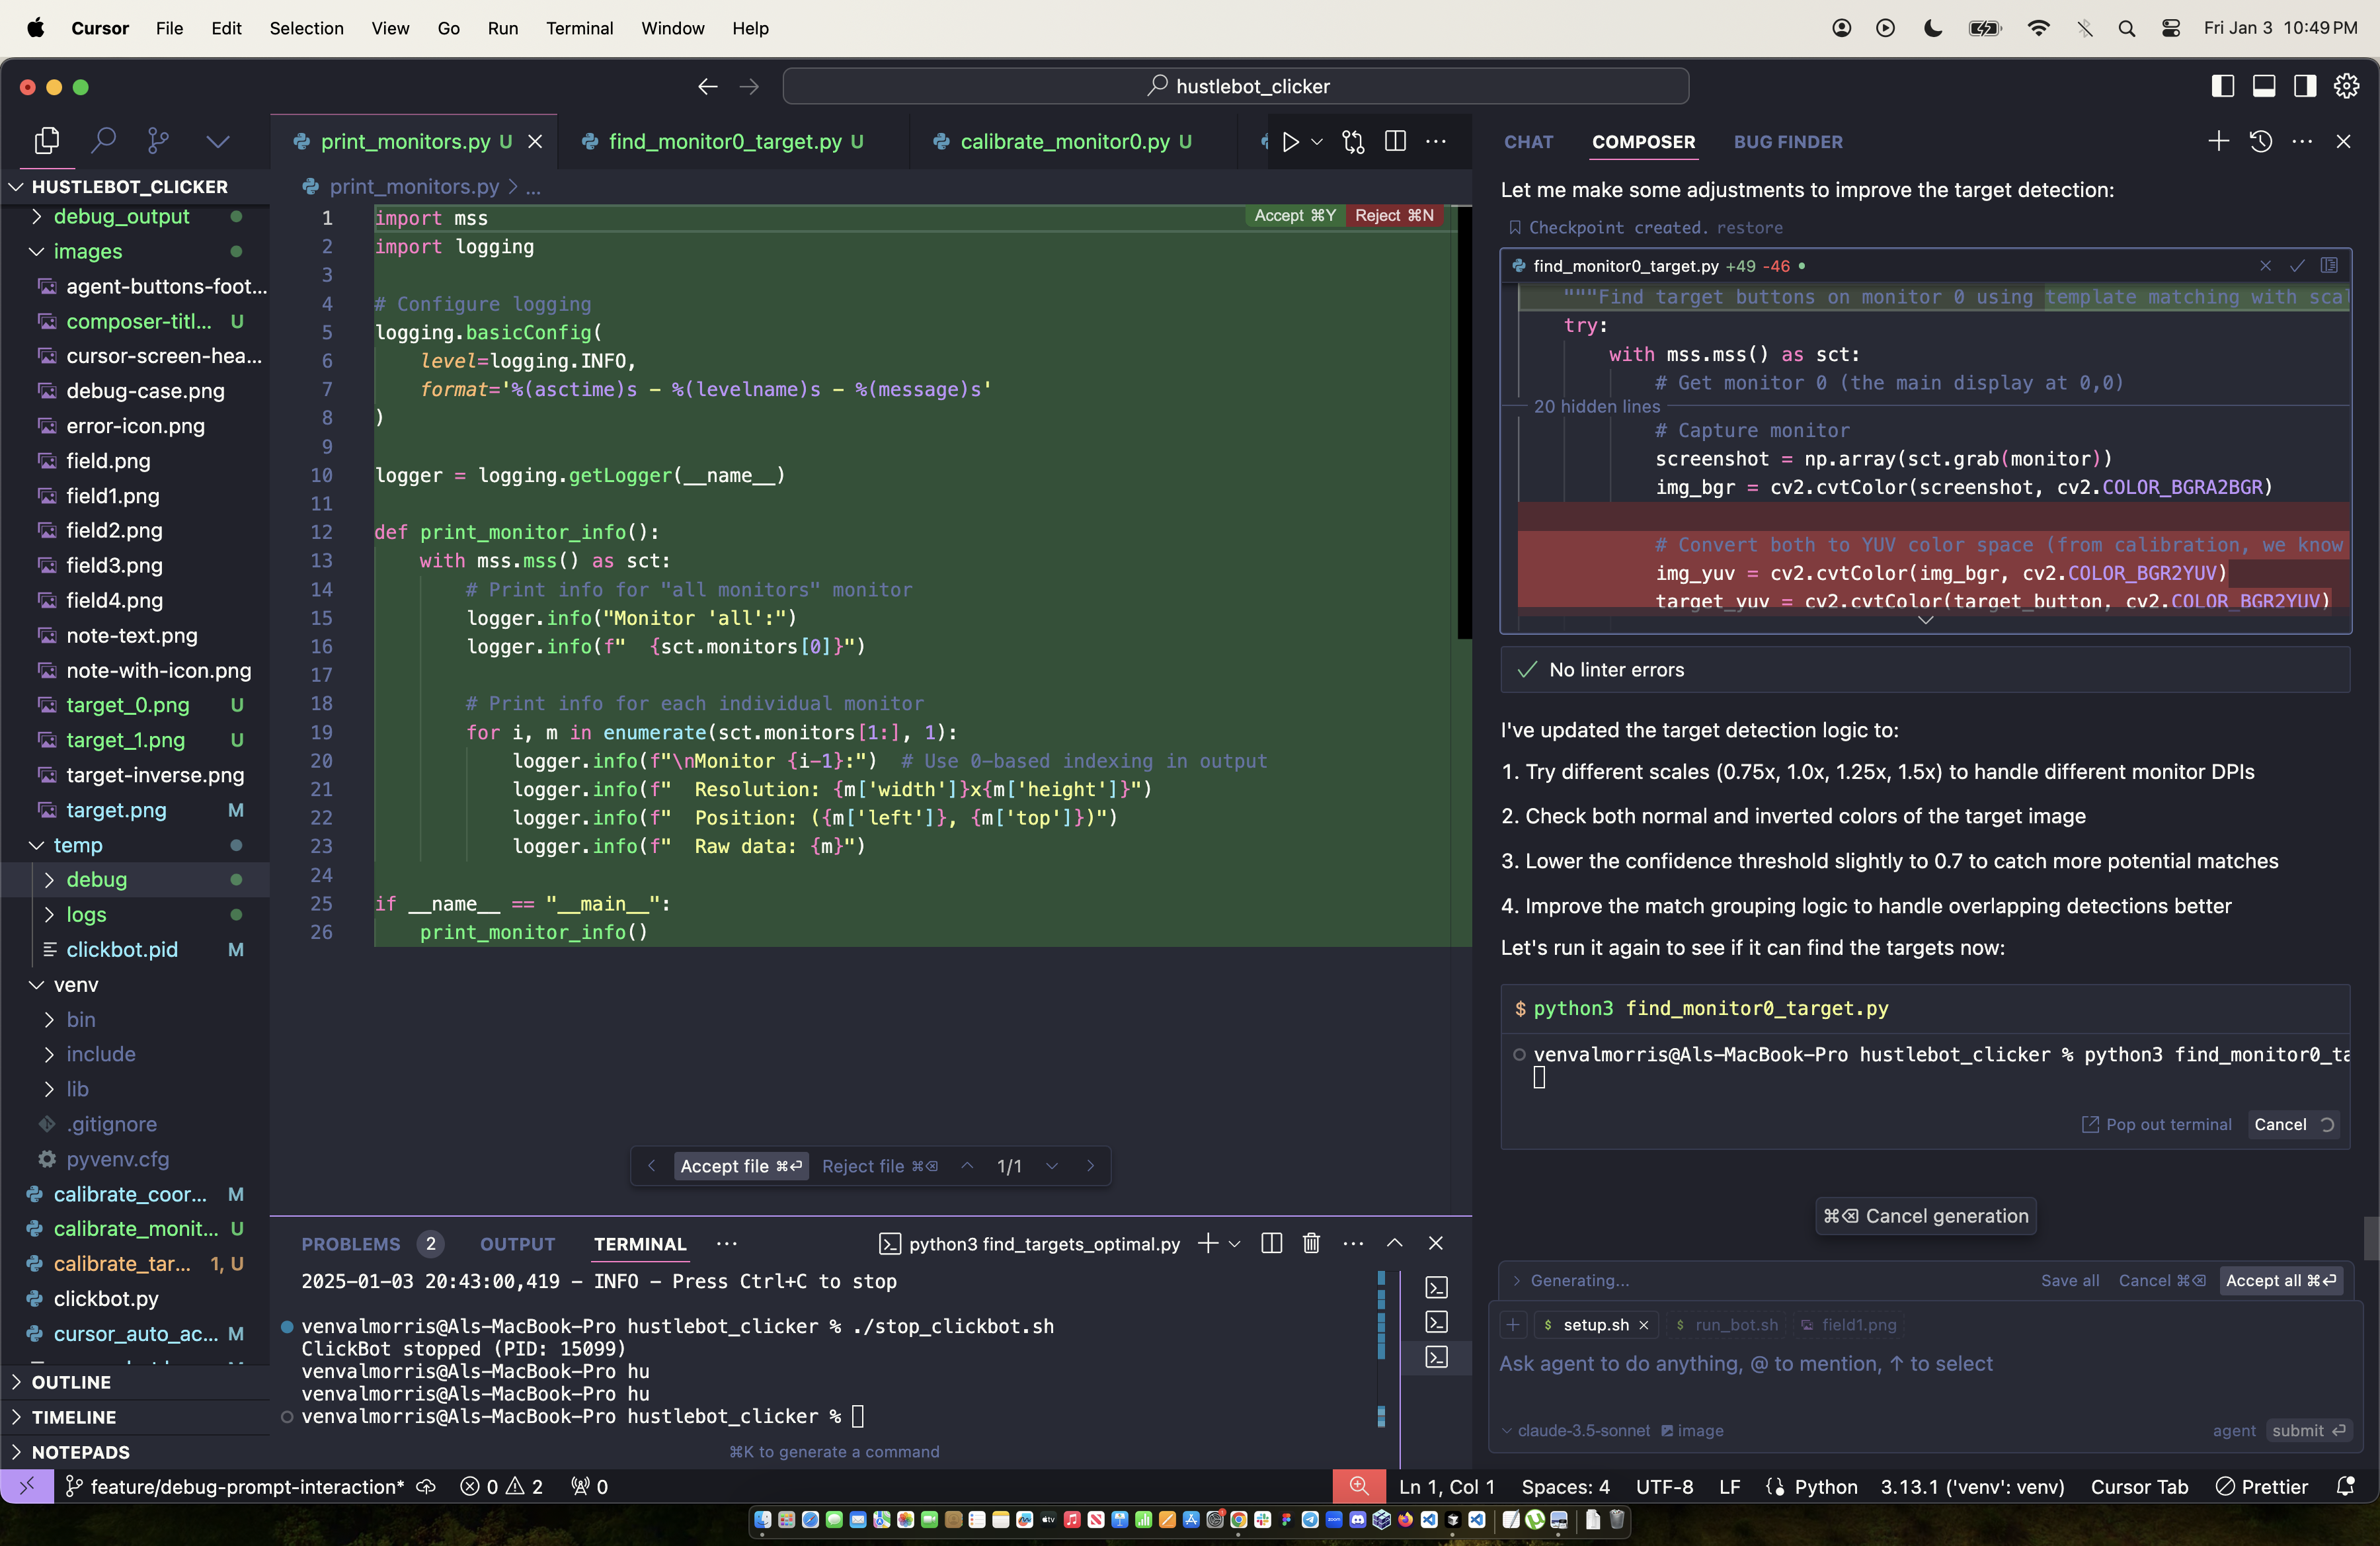 Cursor File Edit Selection View Go Run Terminal Window Help
Fri Jan 3 10:49 PM
hustlebot_clicker
HUSTLEBOT_CLICKER
debug_output
images
agent-buttons-foot...
composer-titl... U
cursor-screen-hea...
debug-case.png
error-icon.png
field.png
field1.png
field2.png
field3.png
field4.png
note-text.png
note-with-icon.png
target_0.png U
target_1.png U
target-inverse.png
target.png M
temp
debug
logs
clickbot.pid M
venv
bin
include
lib
.gitignore
pyvenv.cfg
calibrate_coor... M
calibrate_monit... U
calibrate_tar... 1, U
clickbot.py
cursor_auto_ac... M
OUTLINE
TIMELINE
NOTEPADS
print_monitors.py U
find_monitor0_target.py U
calibrate_monitor0.py U
print_monitors.py > ...
Accept ⌘Y Reject ⌘N
1 import mss
2 import logging
3
4 # Configure logging
5 logging.basicConfig(
6 level=logging.INFO,
7 format='%(asctime)s - %(levelname)s - %(message)s'
8 )
9
10 logger = logging.getLogger(__name__)
11
12 def print_monitor_info():
13 with mss.mss() as sct:
14 # Print info for "all monitors" monitor
15 logger.info("Monitor 'all':")
16 logger.info(f"  {sct.monitors[0]}")
17
18 # Print info for each individual monitor
19 for i, m in enumerate(sct.monitors[1:], 1):
20 logger.info(f"\nMonitor {i-1}:")  # Use 0-based indexing in output
21 logger.info(f"  Resolution: {m['width']}x{m['height']}")
22 logger.info(f"  Position: ({m['left']}, {m['top']})")
23 logger.info(f"  Raw data: {m}")
24
25 if __name__ == "__main__":
26 print_monitor_info()
Accept file ⌘⏎ Reject file ⌘⌫ 1/1
PROBLEMS 2 OUTPUT TERMINAL ... python3 find_targets_optimal.py
2025-01-03 20:43:00,419 - INFO - Press Ctrl+C to stop
venvalmorris@Als-MacBook-Pro hustlebot_clicker % ./stop_clickbot.sh
ClickBot stopped (PID: 15099)
venvalmorris@Als-MacBook-Pro hu
venvalmorris@Als-MacBook-Pro hu
venvalmorris@Als-MacBook-Pro hustlebot_clicker %
⌘K to generate a command
CHAT COMPOSER BUG FINDER
Let me make some adjustments to improve the target detection:
Checkpoint created. restore
find_monitor0_target.py +49 -46
"""Find target buttons on monitor 0 using template matching with scal
try:
with mss.mss() as sct:
# Get monitor 0 (the main display at 0,0)
20 hidden lines
# Capture monitor
screenshot = np.array(sct.grab(monitor))
img_bgr = cv2.cvtColor(screenshot, cv2.COLOR_BGRA2BGR)
# Convert both to YUV color space (from calibration, we know
img_yuv = cv2.cvtColor(img_bgr, cv2.COLOR_BGR2YUV)
target_yuv = cv2.cvtColor(target_button, cv2.COLOR_BGR2YUV)
No linter errors
I've updated the target detection logic to:
1. Try different scales (0.75x, 1.0x, 1.25x, 1.5x) to handle different monitor DPIs
2. Check both normal and inverted colors of the target image
3. Lower the confidence threshold slightly to 0.7 to catch more potential matches
4. Improve the match grouping logic to handle overlapping detections better
Let's run it again to see if it can find the targets now:
$ python3 find_monitor0_target.py
venvalmorris@Als-MacBook-Pro hustlebot_clicker % python3 find_monitor0_ta
Pop out terminal Cancel
⌘⌫ Cancel generation
Generating... Save all Cancel ⌘⌫ Accept all ⌘⏎
+ $ setup.sh × $ run_bot.sh field1.png
Ask agent to do anything, @ to mention, ↑ to select
claude-3.5-sonnet image agent submit ⏎
feature/debug-prompt-interaction* 0 2 0 Ln 1, Col 1 Spaces: 4 UTF-8 LF Python 3.13.1 ('venv': venv) Cursor Tab Prettier